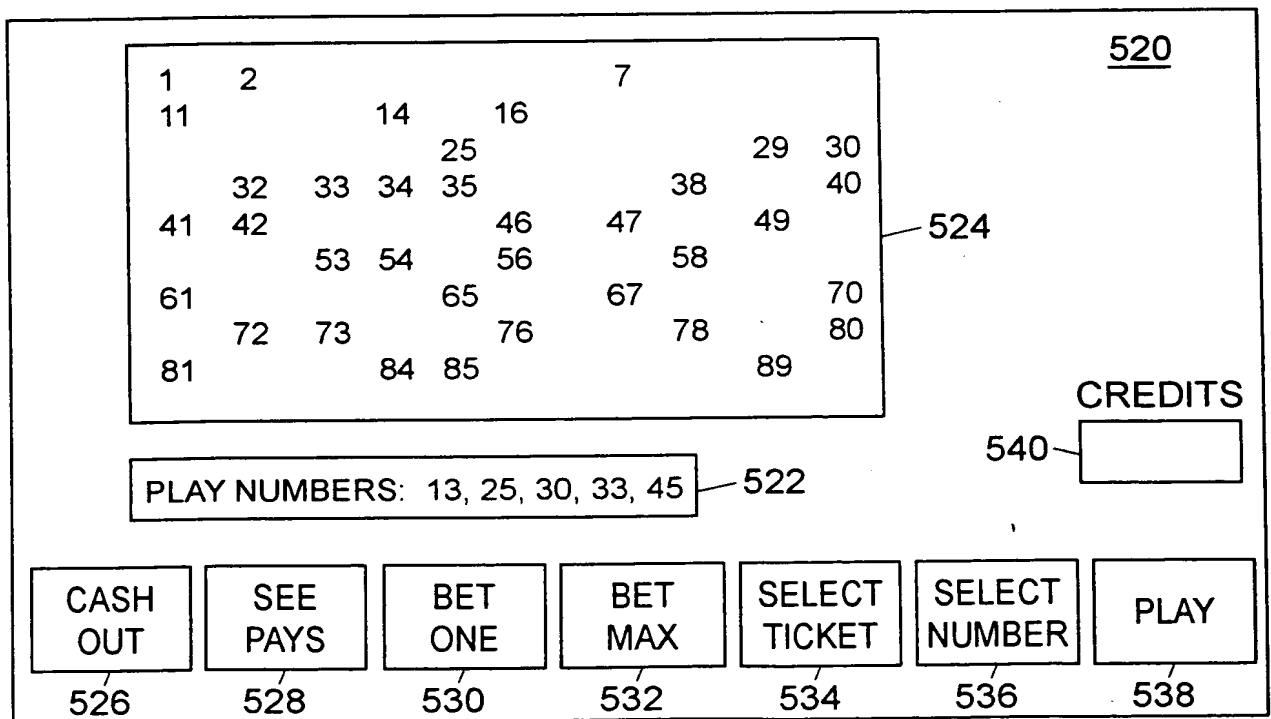 520
1 2 7
11 14 16
25 29 30
32 33 34 35 38 40
41 42 46 47 49
524
53 54 56 58
61 65 67 70
72 73 76 78 80
81 84 85 89
CREDITS
540
PLAY NUMBERS: 13, 25, 30, 33, 45
522
CASH OUT
SEE PAYS
BET ONE
BET MAX
SELECT TICKET
SELECT NUMBER
PLAY
526 528 530 532 534 536 538